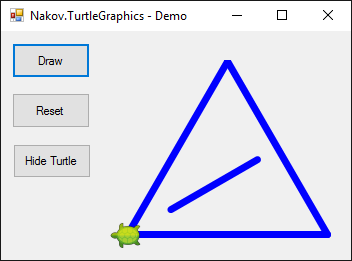 Nakov.TurtleGraphics - Demo
Draw
Reset
Hide Turtle